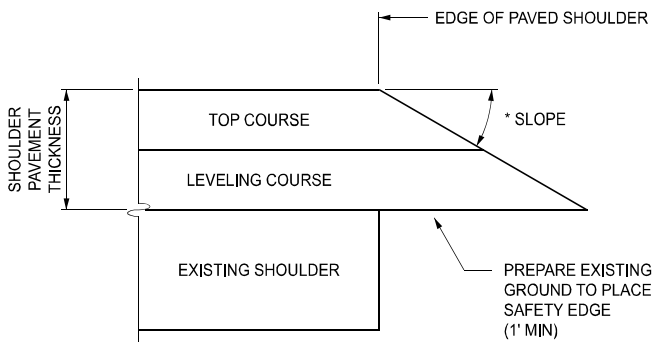 EDGE OF PAVED SHOULDER
SHOULDER
PAVEMENT
THICKNESS
TOP COURSE
* SLOPE
LEVELING COURSE
EXISTING SHOULDER
PREPARE EXISTING
GROUND TO PLACE
SAFETY EDGE
(1' MIN)